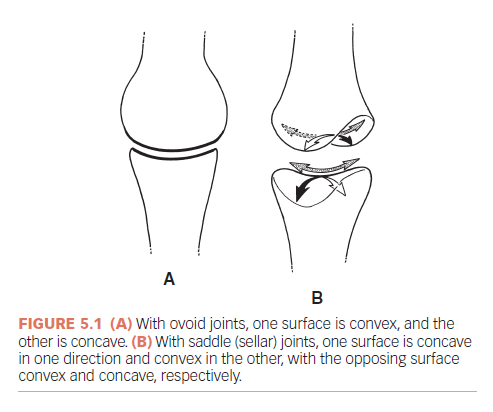 A
B
FIGURE 5.1 (A) With ovoid joints, one surface is convex, and the
other is concave. (B) With saddle (sellar) joints, one surface is concave
in one direction and convex in the other, with the opposing surface
convex and concave, respectively.